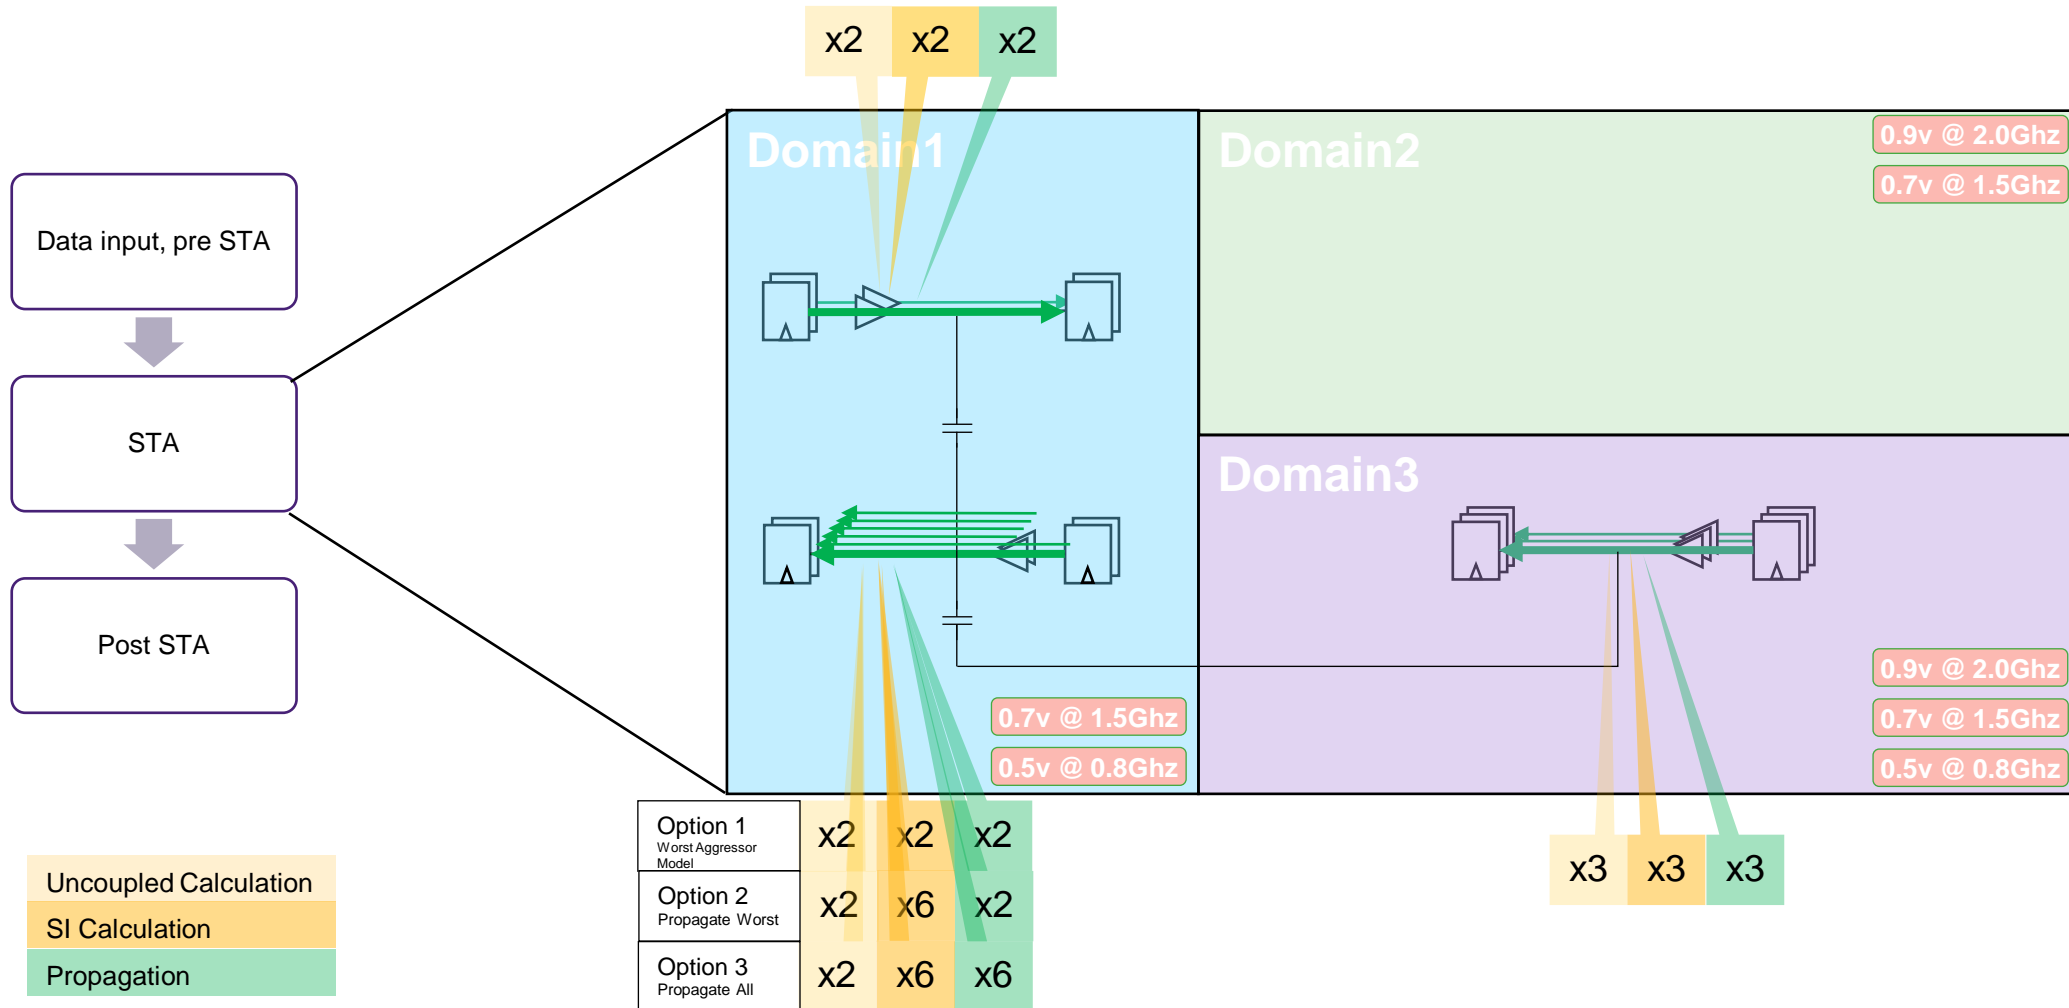 x2 x2 x2
Domain1
Domain2
0.9v @ 2.0Ghz
0.7v @ 1.5Ghz
Data input, pre STA
STA
Post STA
Domain3
0.7v @ 1.5Ghz
0.5v @ 0.8Ghz
0.9v @ 2.0Ghz
0.7v @ 1.5Ghz
0.5v @ 0.8Ghz
Option 1
Worst Aggressor
Model
x2 x2 x2
Option 2
Propagate Worst
x2 x6 x2
Option 3
Propagate All
x2 x6 x6
x3 x3 x3
Uncoupled Calculation
SI Calculation
Propagation